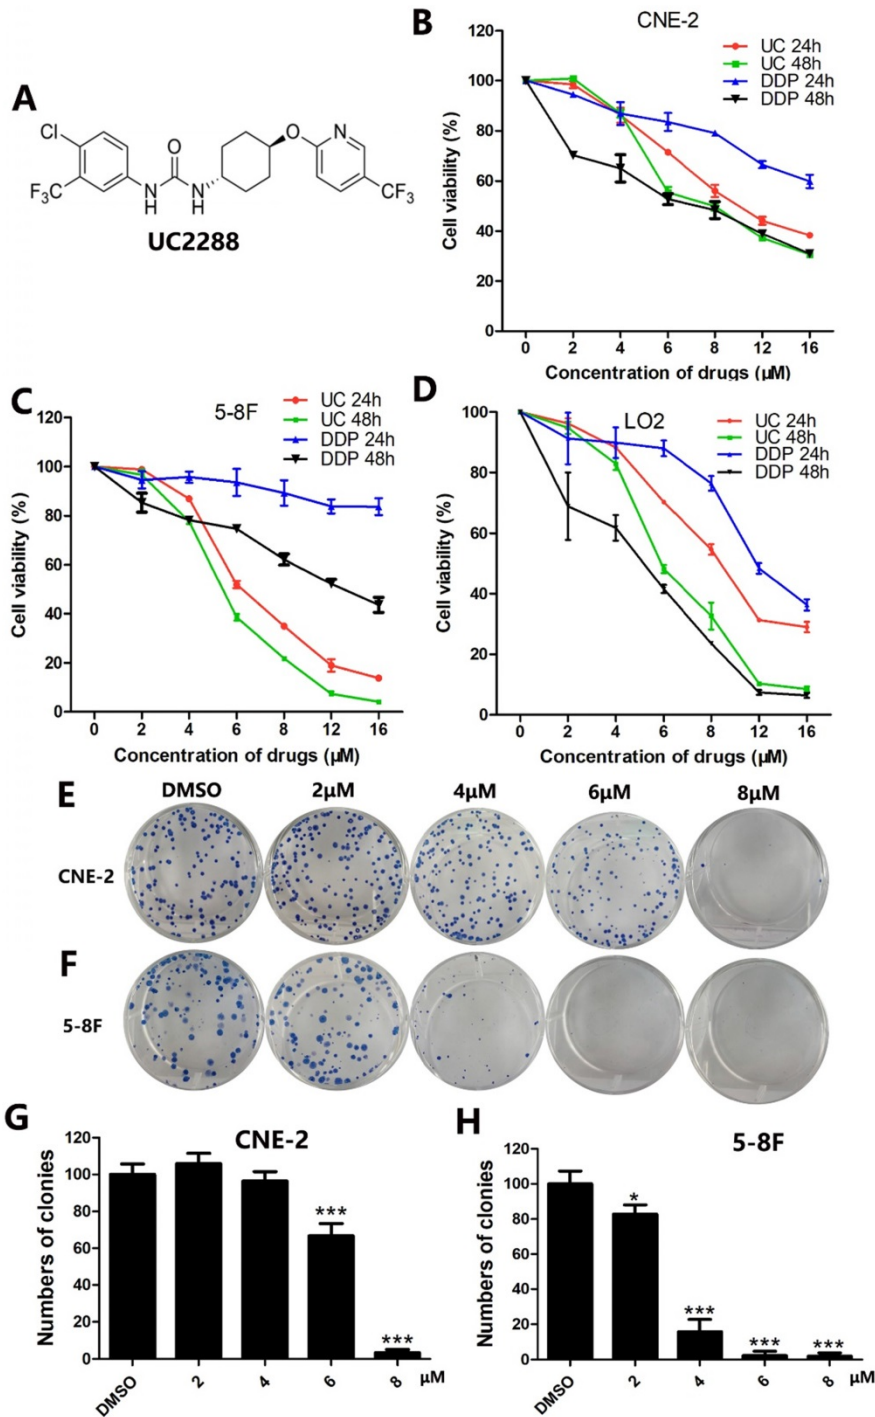 A
Cl
O
O
N
F₃C
N
H
N
H
CF₃
UC2288
B
CNE-2
UC 24h
UC 48h
DDP 24h
DDP 48h
Cell viability (%)
120
100
80
60
40
20
0
0 2 4 6 8 12 16
Concentration of drugs (μM)
C
5-8F
UC 24h
UC 48h
DDP 24h
DDP 48h
Cell viability (%)
120
100
80
60
40
20
0
0 2 4 6 8 12 16
Concentration of drugs (μM)
D
LO2
UC 24h
UC 48h
DDP 24h
DDP 48h
Cell viability (%)
100
80
60
40
20
0
0 2 4 6 8 12 16
Concentration of drugs (μM)
E
DMSO 2μM 4μM 6μM 8μM
CNE-2
F
5-8F
G
CNE-2
Numbers of clonies
120
100
80
60
40
20
0
***
***
DMSO 2 4 6 8 μM
H
5-8F
Numbers of clonies
120
100
80
60
40
20
0
*
***
***
***
DMSO 2 4 6 8 μM